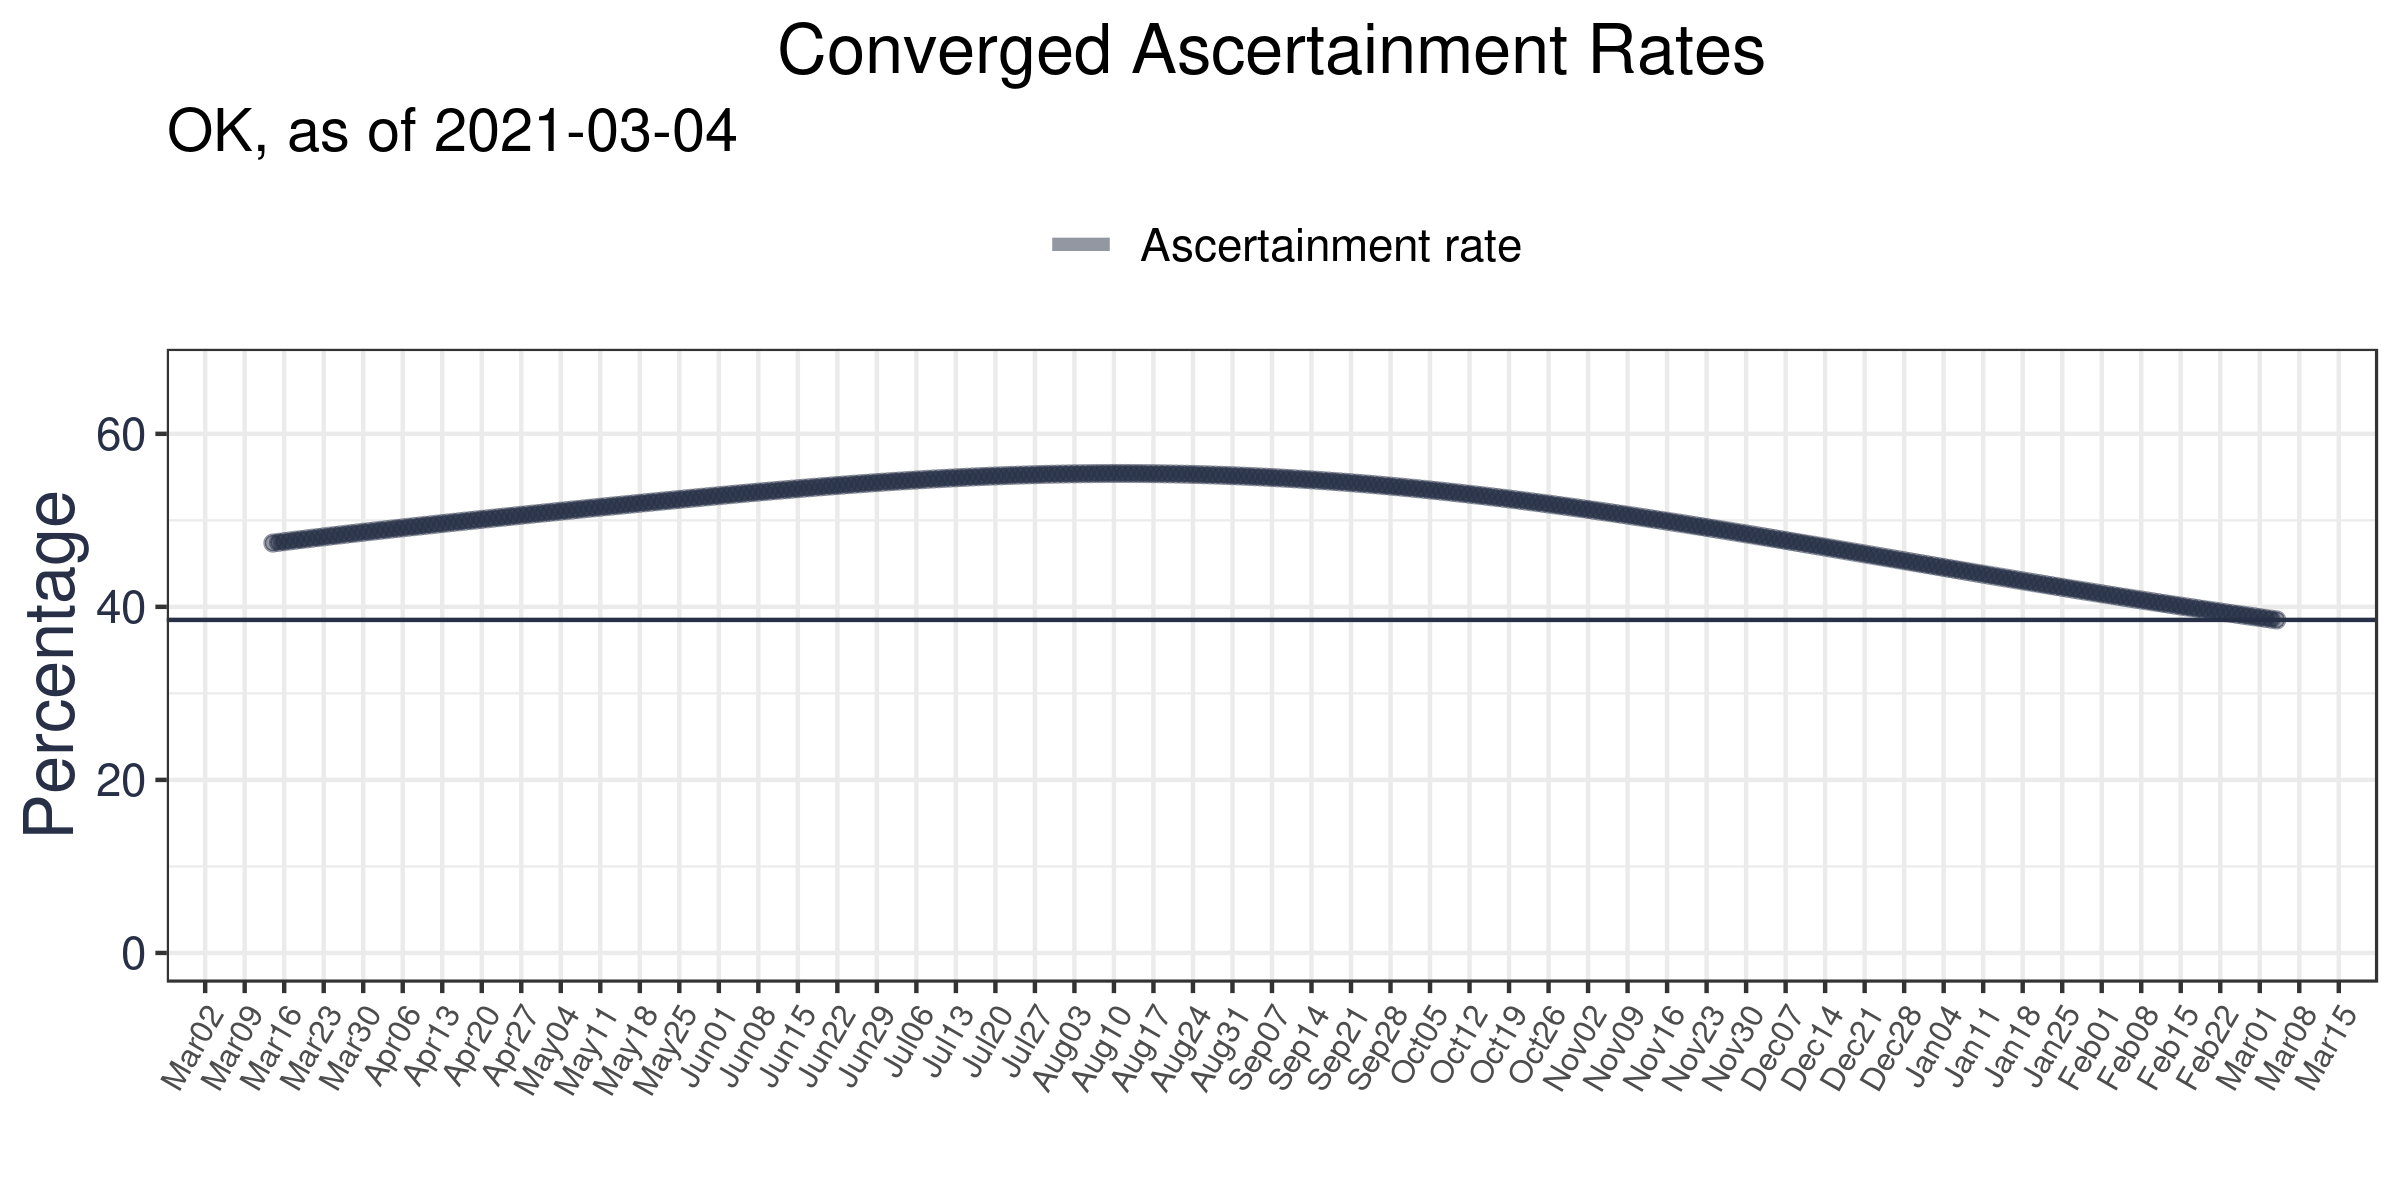 Converged Ascertainment Rates
OK, as of 2021-03-04
Ascertainment rate
Percentage
60
40
20
0
Mar02 Mar09 Mar16 Mar23 Mar30 Apr06 Apr13 Apr20 Apr27 May04 May11 May18 May25 Jun01 Jun08 Jun15 Jun22 Jun29 Jul06 Jul13 Jul20 Jul27 Aug03 Aug10 Aug17 Aug24 Aug31 Sep07 Sep14 Sep21 Sep28 Oct05 Oct12 Oct19 Oct26 Nov02 Nov09 Nov16 Nov23 Nov30 Dec07 Dec14 Dec21 Dec28 Jan04 Jan11 Jan18 Jan25 Feb01 Feb08 Feb15 Feb22 Mar01 Mar08 Mar15